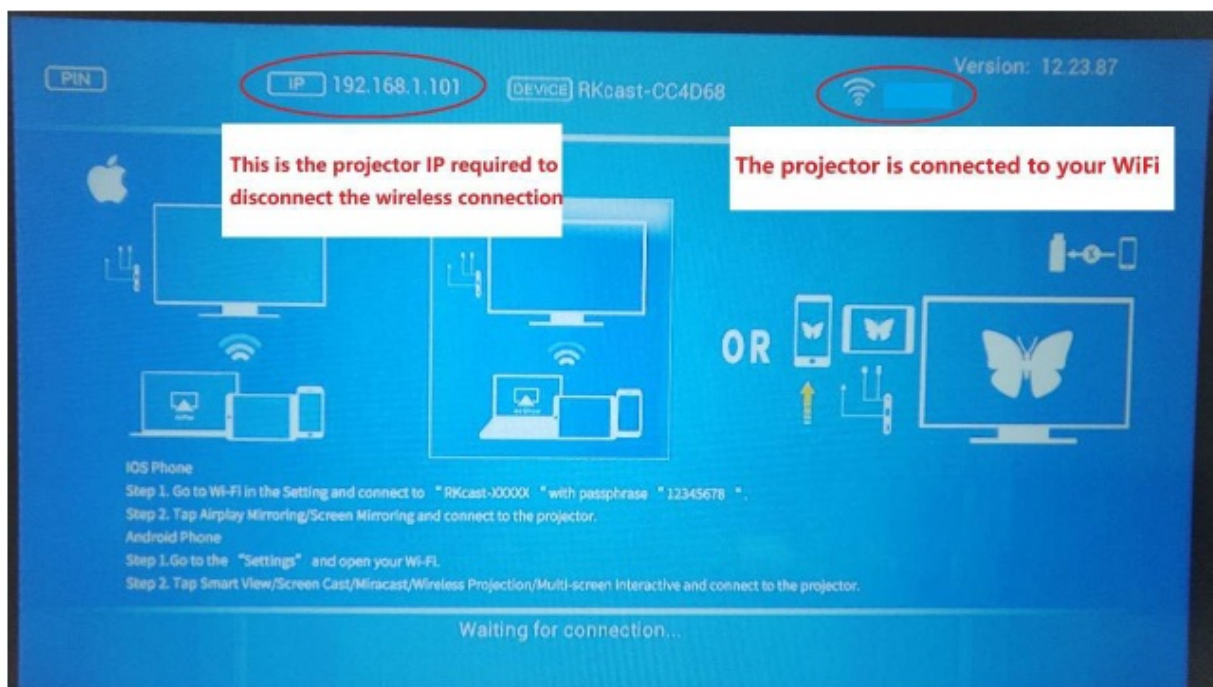 PIN
IP 192.168.1.101
DEVICE RKcast-CC4D68
Version: 12.23.87
This is the projector IP required to
disconnect the wireless connection
The projector is connected to your WiFi
OR
IOS Phone
Step 1. Go to Wi-Fi in the Setting and connect to “ RKcast-XXXXX ” with passphrase “ 12345678 ”.
Step 2. Tap Airplay Mirroring/Screen Mirroring and connect to the projector.
Android Phone
Step 1.Go to the “Settings” and open your Wi-Fi.
Step 2. Tap Smart View/Screen Cast/Miracast/Wireless Projection/Multi-screen Interactive and connect to the projector.
Waiting for connection...